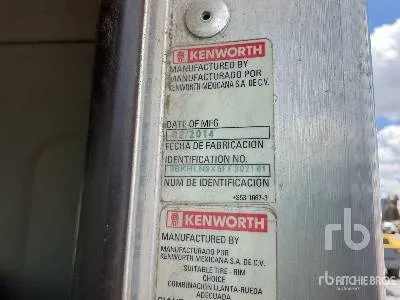 KENWORTH
MANUFACTURED BY
MANUFACTURADO POR
KENWORTH MEXICANA S.A. DE C.V.
DATE OF MFG
02/2014
FECHA DE FABRICACION
IDENTIFICATION NO.
NUM DE IDENTIFICACION
KENWORTH
MANUFACTURED BY
MANUFACTURADO POR
KENWORTH MEXICANA S.A. DE C.V.
SUITABLE TIRE - RIM
CHOICE
COMBINACIÓN LLANTA-RUEDA
ADECUADA
rb
rb
RITCHIE BROS